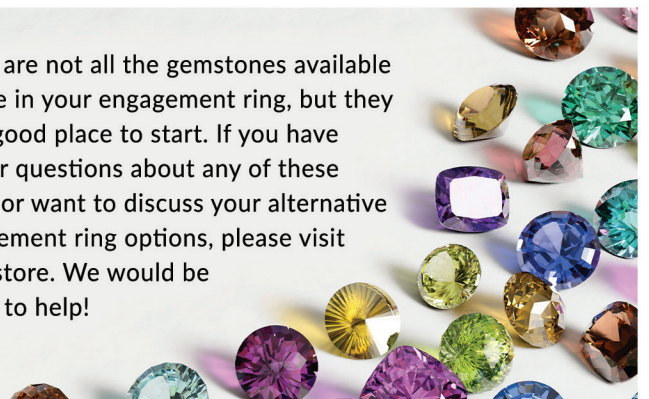 are not all the gemstones available
in your engagement ring, but they
good place to start. If you have
questions about any of these
or want to discuss your alternative
ement ring options, please visit
store. We would be
to help!